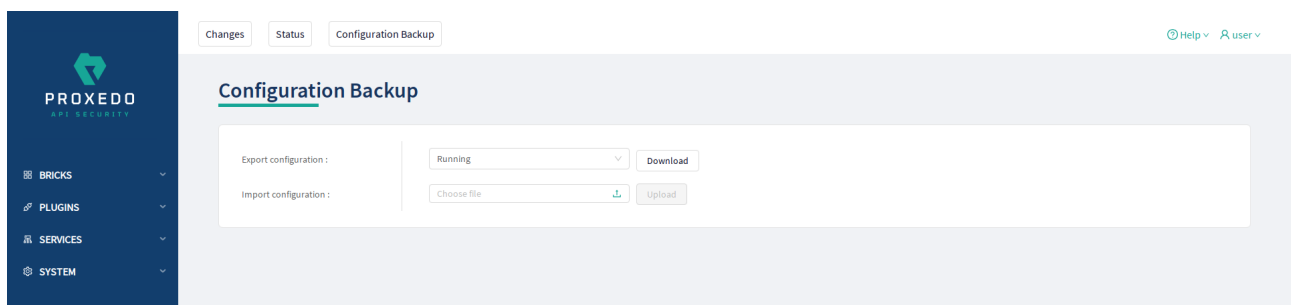 Changes Status Configuration Backup Help user
PROXEDO
API SECURITY
Configuration Backup
BRICKS
PLUGINS
SERVICES
SYSTEM
Export configuration : Running Download
Import configuration : Choose file Upload